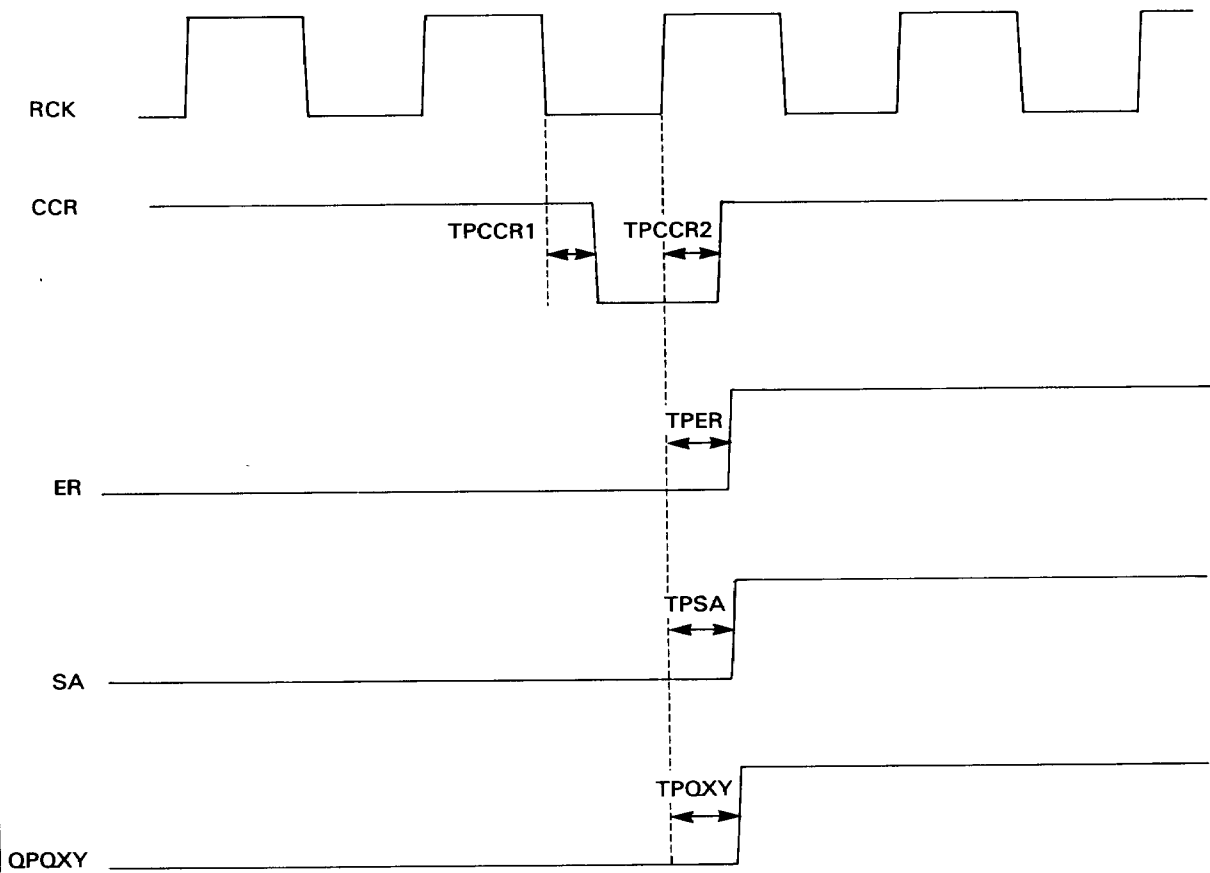 RCK
CCR
TPCCR1
TPCCR2
TPER
ER
TPSA
SA
TPQXY
QPQXY